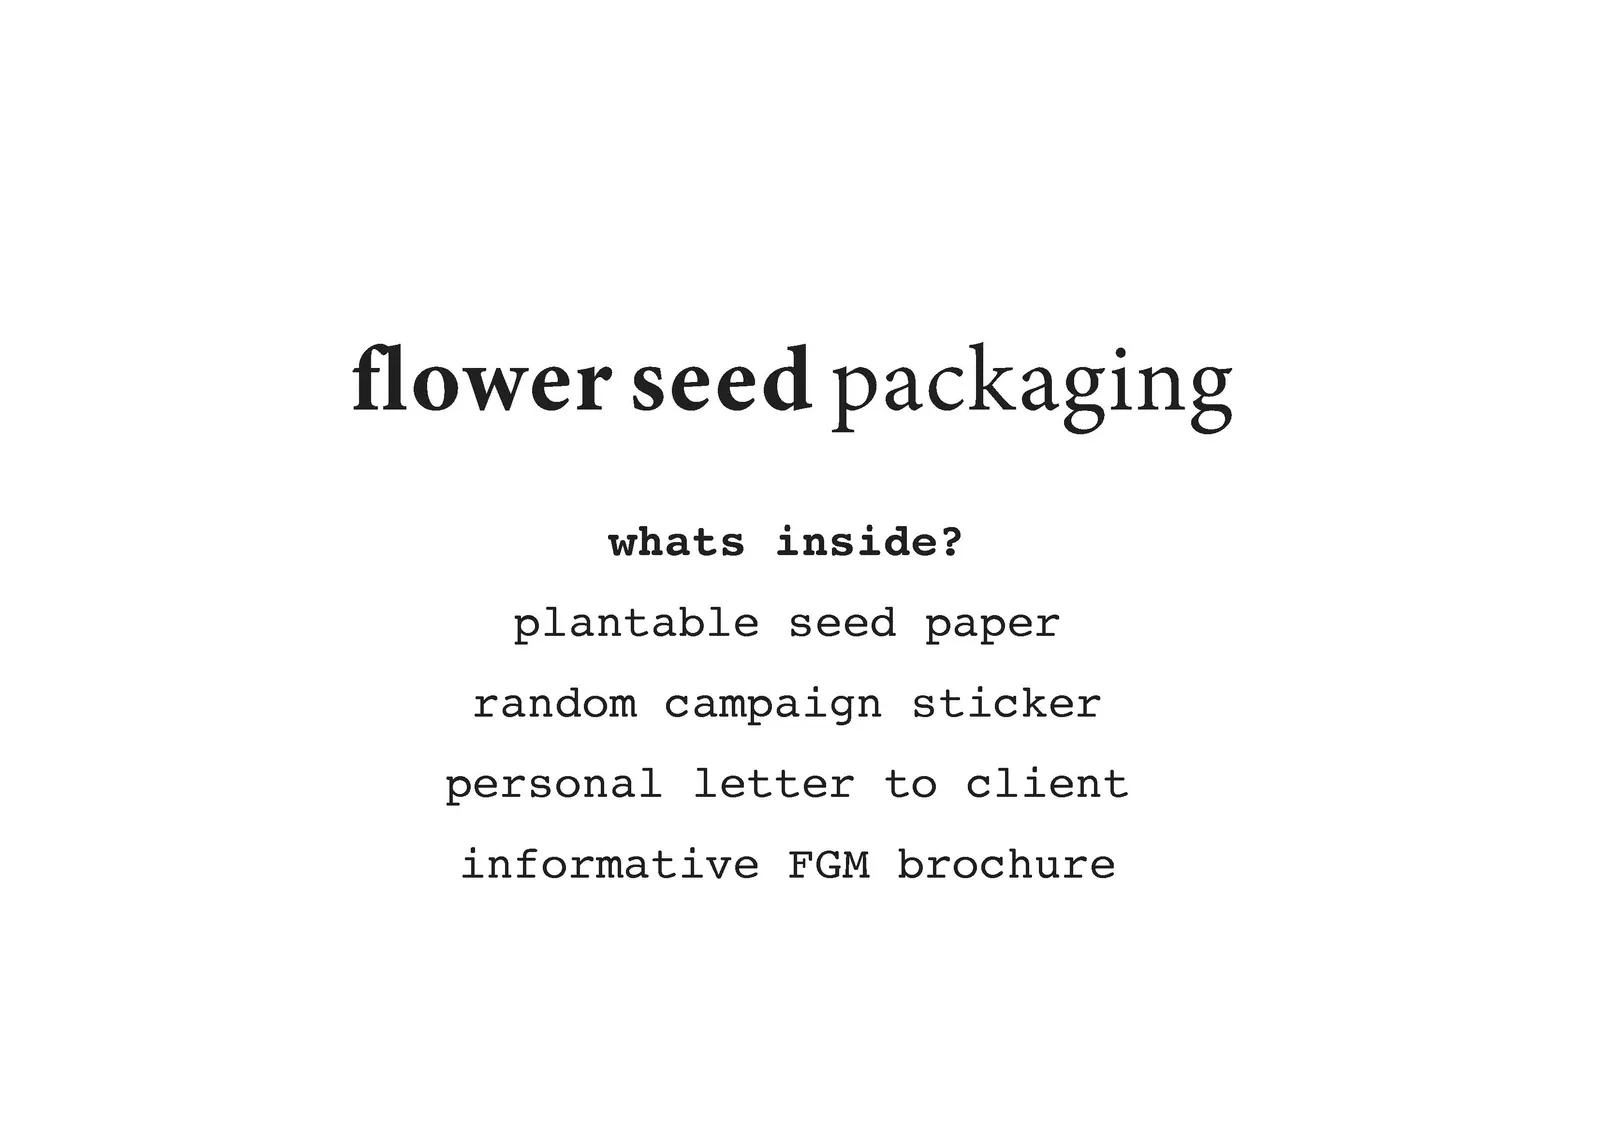 flower seed packaging
whats inside?
plantable seed paper
random campaign sticker
personal letter to client
informative FGM brochure